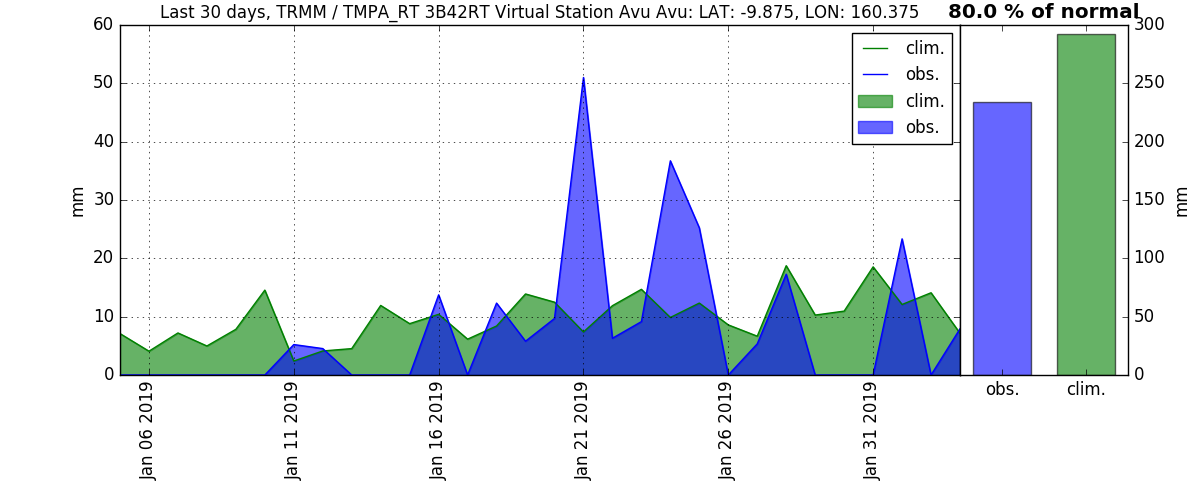 Last 30 days, TRMM / TMPA_RT 3B42RT Virtual Station Avu Avu: LAT: -9.875, LON: 160.375
80.0 % of normal
60
50
40
30
20
10
0
mm
clim.
obs.
clim.
obs.
Jan 06 2019
Jan 11 2019
Jan 16 2019
Jan 21 2019
Jan 26 2019
Jan 31 2019
300
250
200
150
100
50
0
mm
obs.
clim.